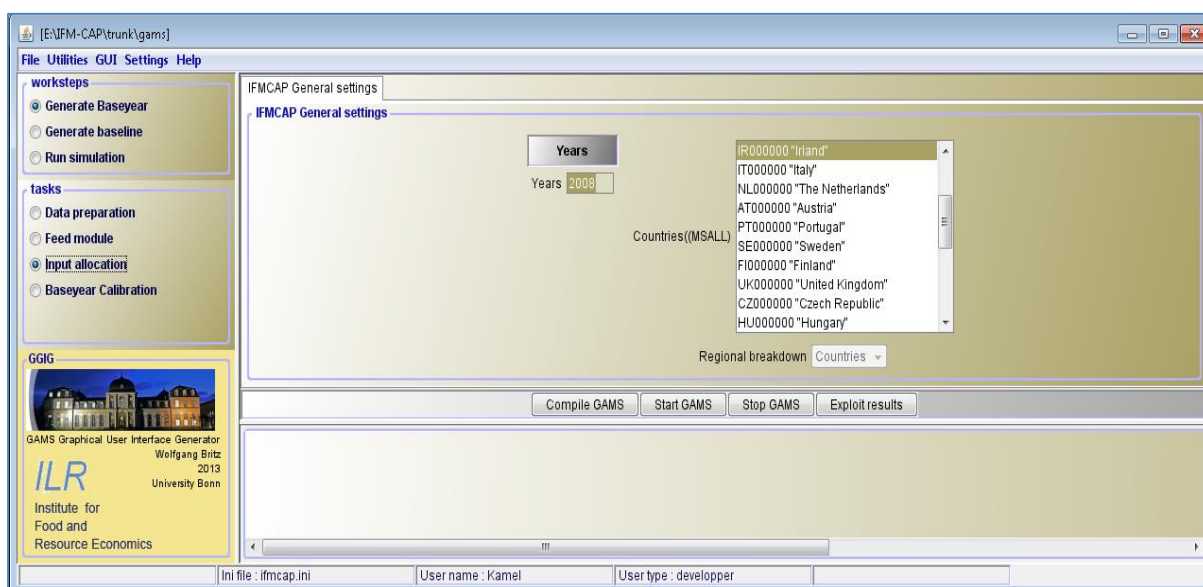 [E:\IFM-CAP\trunk\gams]
File Utilities GUI Settings Help
worksteps
Generate Baseyear
Generate baseline
Run simulation
tasks
Data preparation
Feed module
Input allocation
Baseyear Calibration
GGIG
GAMS Graphical User Interface Generator
Wolfgang Britz
2013
University Bonn
ILR
Institute for
Food and
Resource Economics
IFMCAP General settings
IFMCAP General settings
Years
Years 2008
Countries((MSALL)
IR000000 "Irland"
IT000000 "Italy"
NL000000 "The Netherlands"
AT000000 "Austria"
PT000000 "Portugal"
SE000000 "Sweden"
FI000000 "Finland"
UK000000 "United Kingdom"
CZ000000 "Czech Republic"
HU000000 "Hungary"
Regional breakdown Countries
Compile GAMS Start GAMS Stop GAMS Exploit results
Ini file : ifmcap.ini User name : Kamel User type : developper